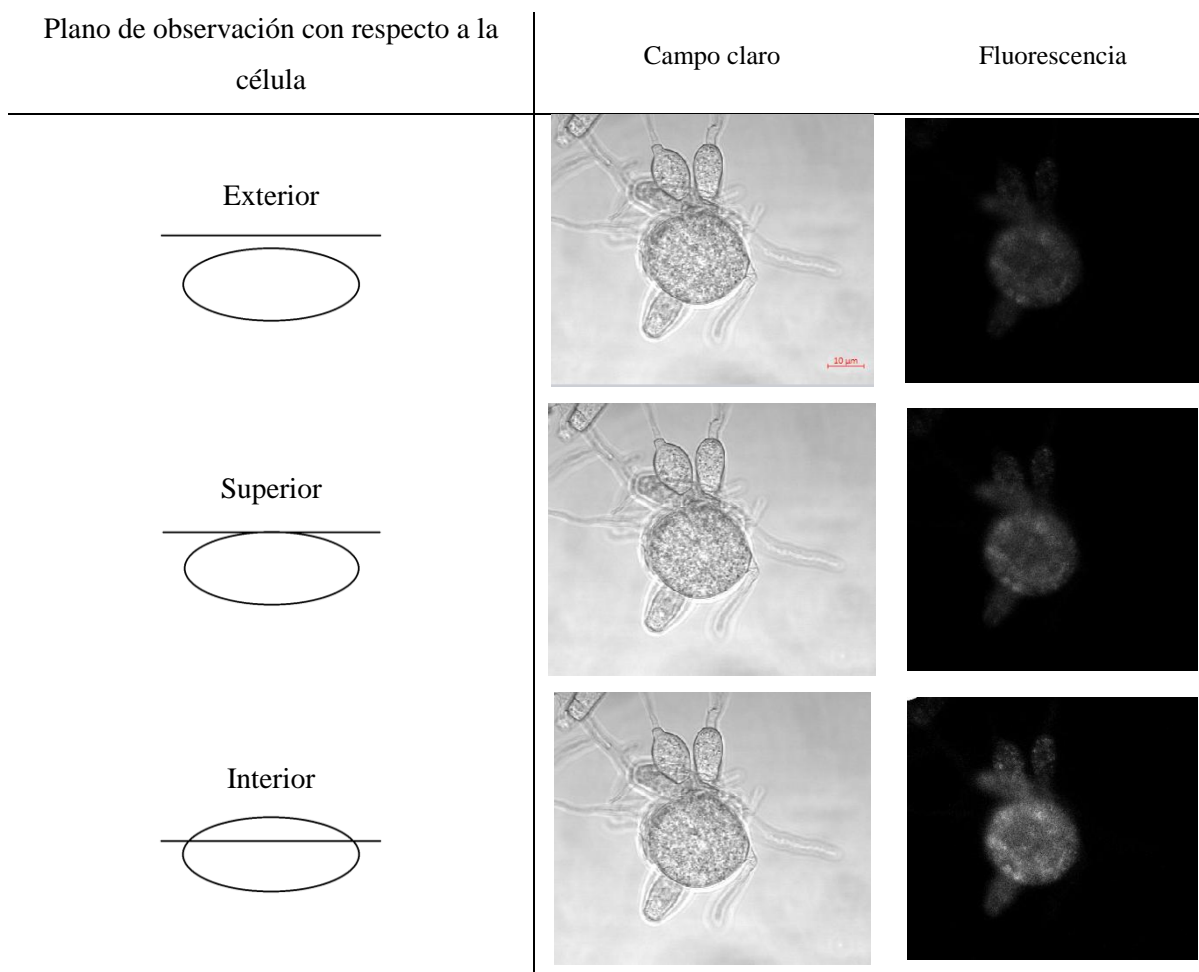 Plano de observación con respecto a la
célula
Campo claro
Fluorescencia
Exterior
10 µm
Superior
Interior